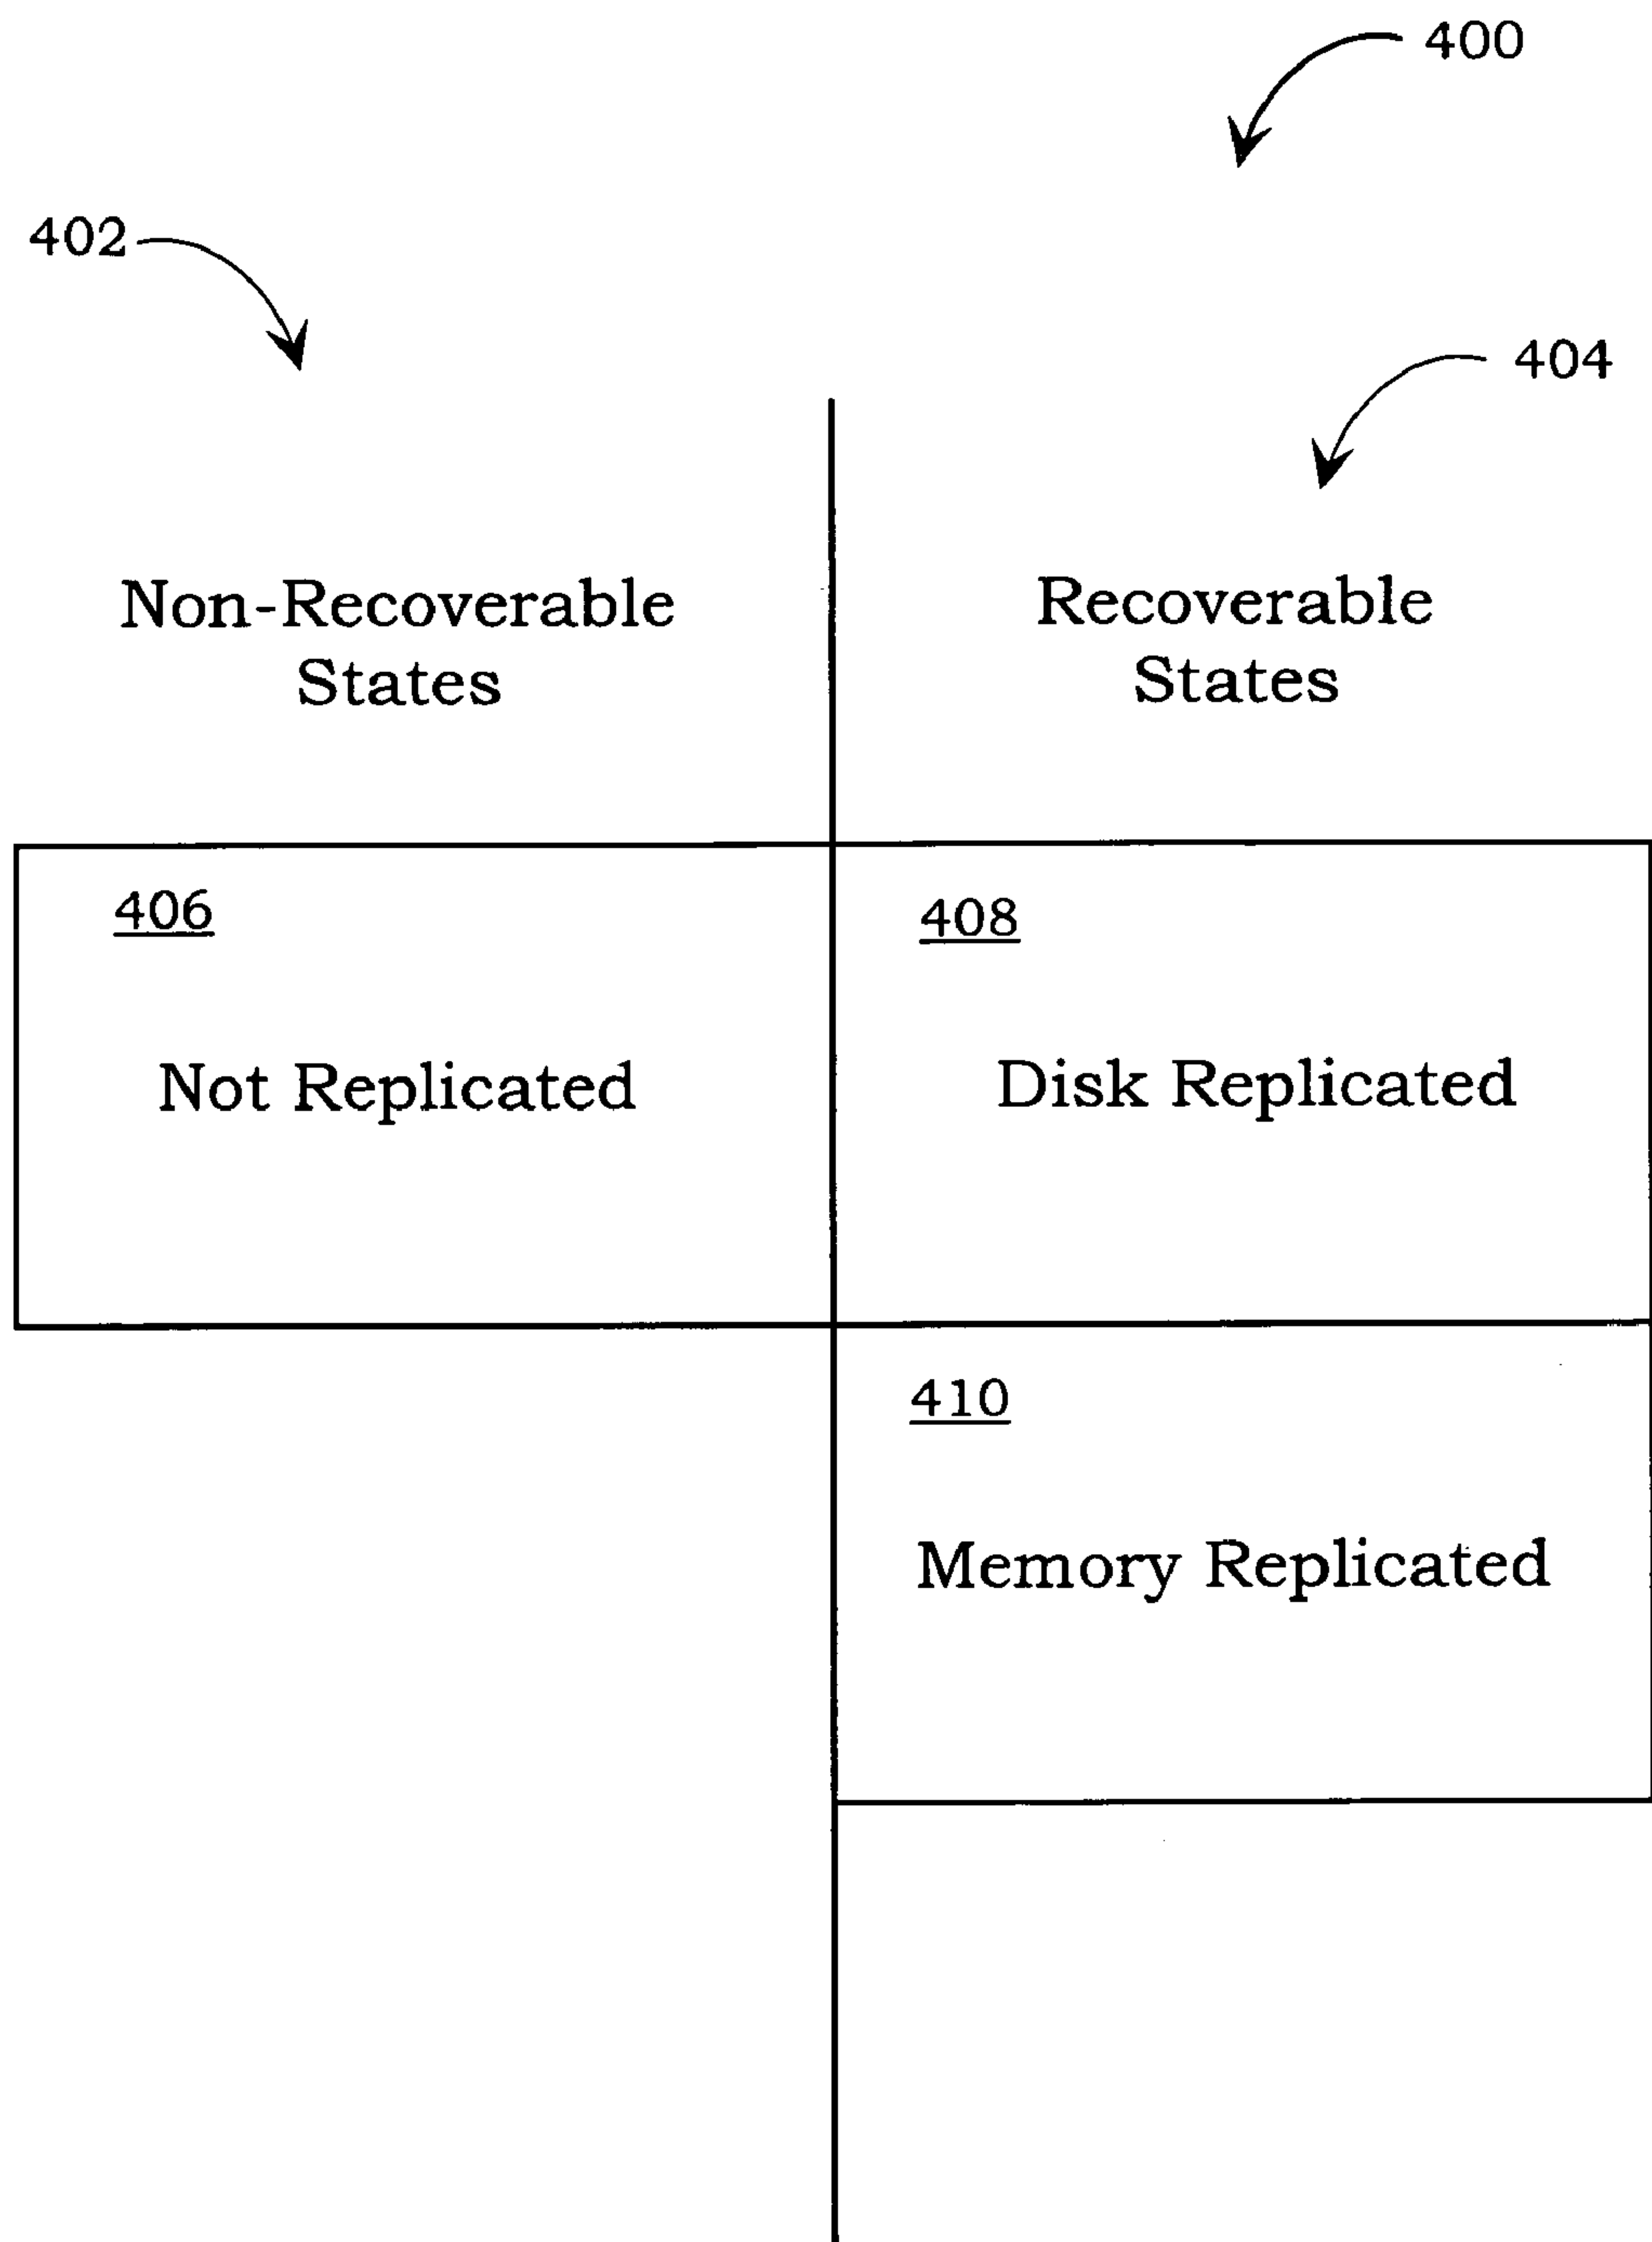 400
402
404
Non-Recoverable
States
Recoverable
States
406
408
Not Replicated
Disk Replicated
410
Memory Replicated